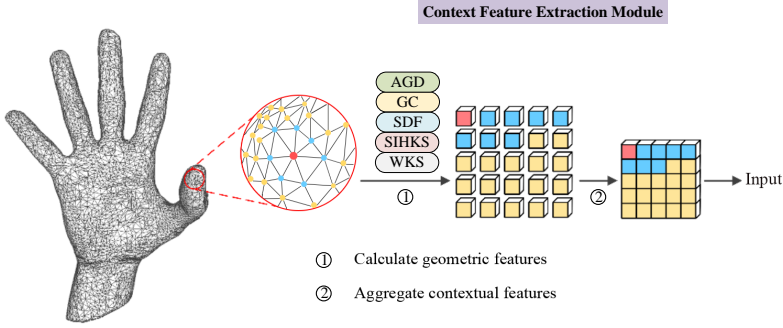 Context Feature Extraction Module
AGD
GC
SDF
SIHKS
WKS
①
②
Input
① Calculate geometric features
② Aggregate contextual features